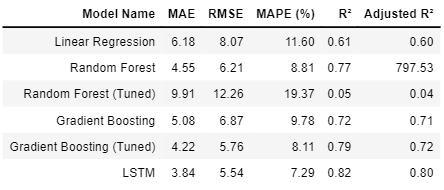 Model Name MAE RMSE MAPE (%) R² Adjusted R²
Linear Regression 6.18 8.07 11.60 0.61 0.60
Random Forest 4.55 6.21 8.81 0.77 797.53
Random Forest (Tuned) 9.91 12.26 19.37 0.05 0.04
Gradient Boosting 5.08 6.87 9.78 0.72 0.71
Gradient Boosting (Tuned) 4.22 5.76 8.11 0.79 0.72
LSTM 3.84 5.54 7.29 0.82 0.80